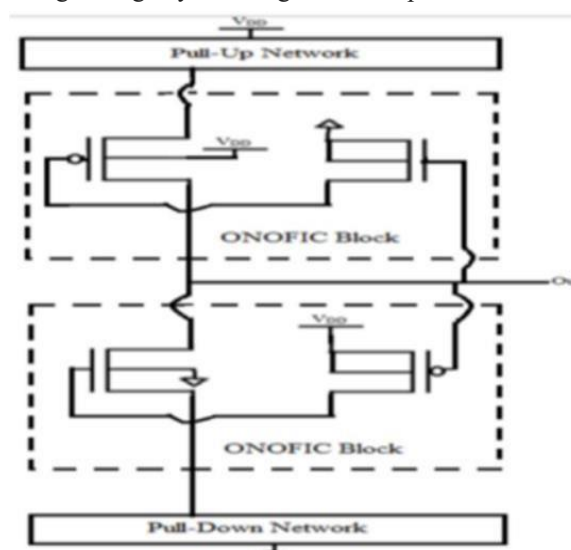 VDD
Pull-Up Network
VDD
ONOFIC Block
VDD
ONOFIC Block
Pull-Down Network